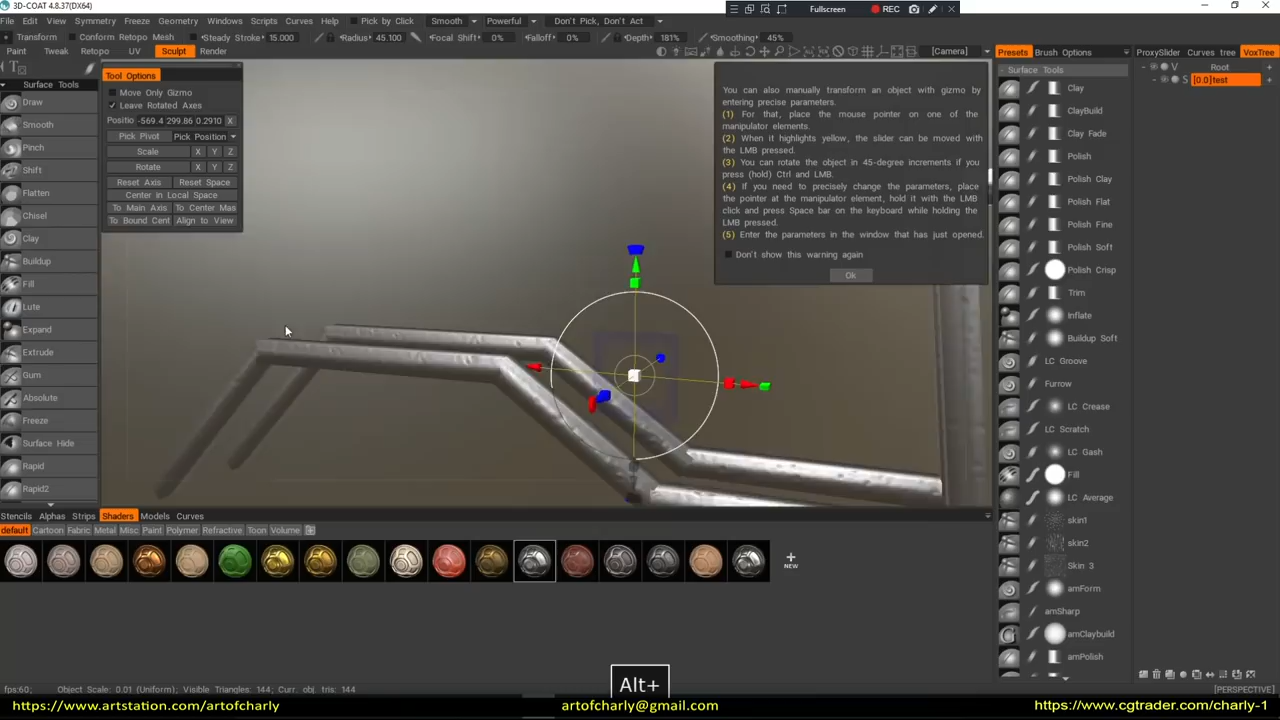 3D-COAT 4.8.37(DX64)
Fullscreen
REC
File
Edit View Symmetry Freeze Geometry Windows Scripts Curves Help Pick by Click Smooth Powerful Don't Pick, Don't Act
Transform Conform Retopo Mesh Steady Stroke 15.000 Radius 45.100 Focal Shift 0% Falloff 0% Depth 181% Smoothing 45%
Paint Tweak Retopo UV Sculpt Render
[Camera]
Surface Tools
Draw
Smooth
Pinch
Shift
Flatten
Chisel
Clay
Buildup
Fill
Lute
Expand
Extrude
Gum
Absolute
Freeze
Surface Hide
Rapid
Rapid2
Tool Options
Move Only Gizmo
Leave Rotated Axes
Positio -569.4 299.86 0.2910 X
Pick Pivot Pick Position
Scale X Y Z
Rotate X Y Z
Reset Axis Reset Space
Center in Local Space
To Main Axis To Center Mas
To Bound Cent Align to View
You can also manually transform an object with gizmo by
entering precise parameters.
(1) For that, place the mouse pointer on one of the
manipulator elements.
(2) When it highlights yellow, the slider can be moved with
the LMB pressed.
(3) You can rotate the object in 45-degree increments if you
press (hold) Ctrl and LMB.
(4) If you need to precisely change the parameters, place
the pointer at the manipulator element, hold it with the LMB
click and press Space bar on the keyboard while holding the
LMB pressed.
(5) Enter the parameters in the window that has just opened.
Don't show this warning again
Ok
Presets Brush Options
Surface Tools
Clay
ClayBuild
Clay Fade
Polish
Polish Clay
Polish Flat
Polish Fine
Polish Soft
Polish Crisp
Trim
Inflate
Buildup Soft
LC Groove
Furrow
LC Crease
LC Scratch
LC Gash
Fill
LC Average
skin1
skin2
Skin 3
amForm
amSharp
amClaybuild
amPolish
ProxySlider Curves tree VoxTree
V Root
S [0.0]test
Stencils Alphas Strips Shaders Models Curves
default Cartoon Fabric Metal Misc Paint Polymer Refractive Toon Volume
NEW
Alt+
fps:60; Object Scale: 0.01 (Uniform); Visible Triangles: 144; Curr. obj. tris: 144
[PERSPECTIVE]
https://www.artstation.com/artofcharly
artofcharly@gmail.com
https://www.cgtrader.com/charly-1